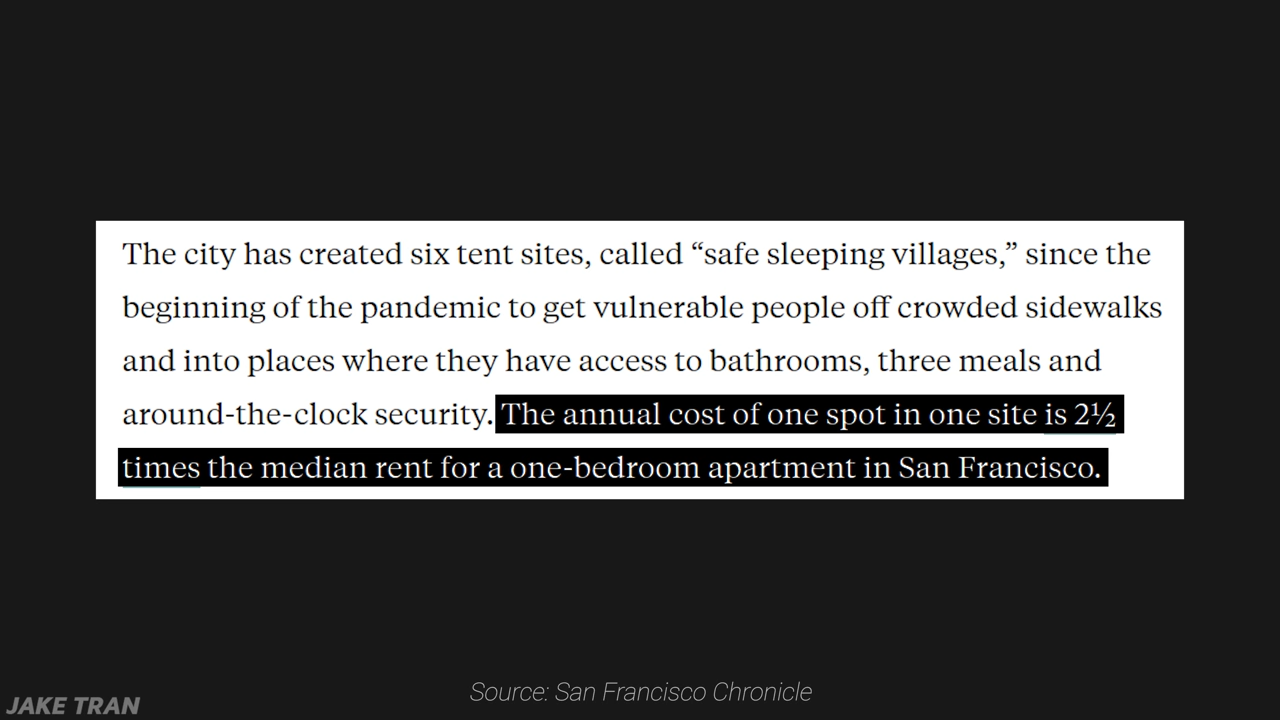 The city has created six tent sites, called “safe sleeping villages,” since the
beginning of the pandemic to get vulnerable people off crowded sidewalks
and into places where they have access to bathrooms, three meals and
around-the-clock security. The annual cost of one spot in one site is 2½
times the median rent for a one-bedroom apartment in San Francisco.
Source: San Francisco Chronicle
JAKE TRAN